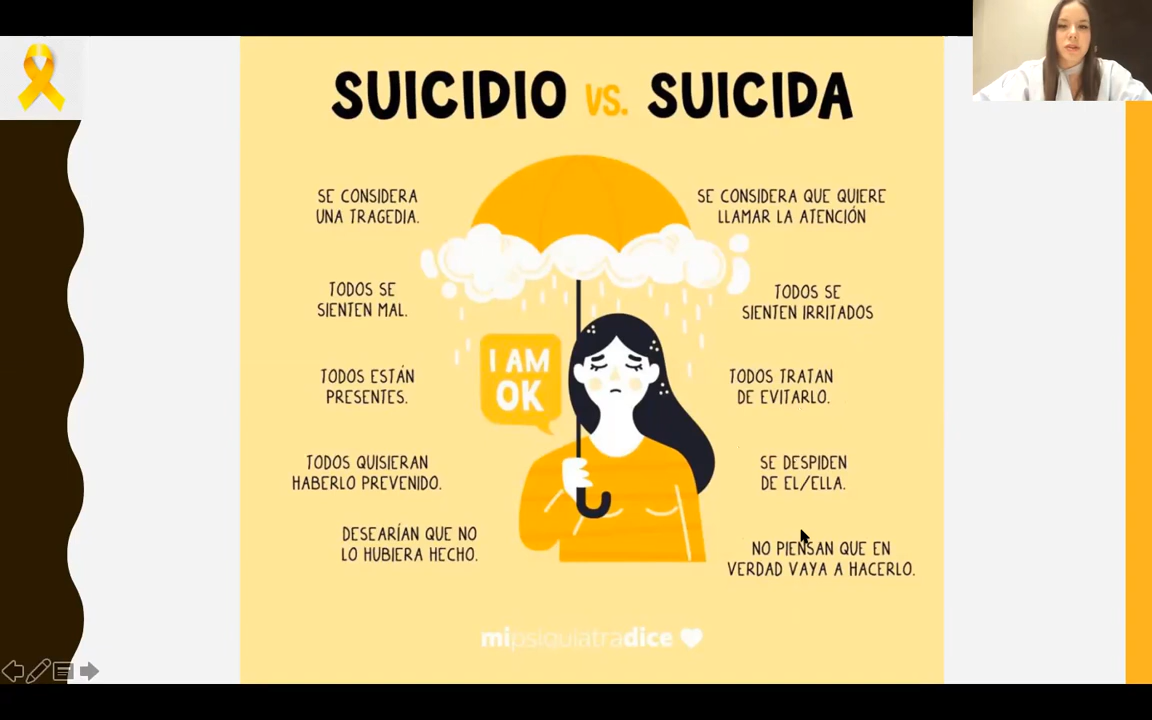 SUICIDIO VS. SUICIDA
SE CONSIDERA
UNA TRAGEDIA.
TODOS SE
SIENTEN MAL.
TODOS ESTÁN
PRESENTES.
TODOS QUISIERAN
HABERLO PREVENIDO.
DESEARÍAN QUE NO
LO HUBIERA HECHO.
I AM
OK
SE CONSIDERA QUE QUIERE
LLAMAR LA ATENCIÓN
TODOS SE
SIENTEN IRRITADOS
TODOS TRATAN
DE EVITARLO.
SE DESPIDEN
DE EL/ELLA.
NO PIENSAN QUE EN
VERDAD VAYA A HACERLO.
mipsiquiatradice